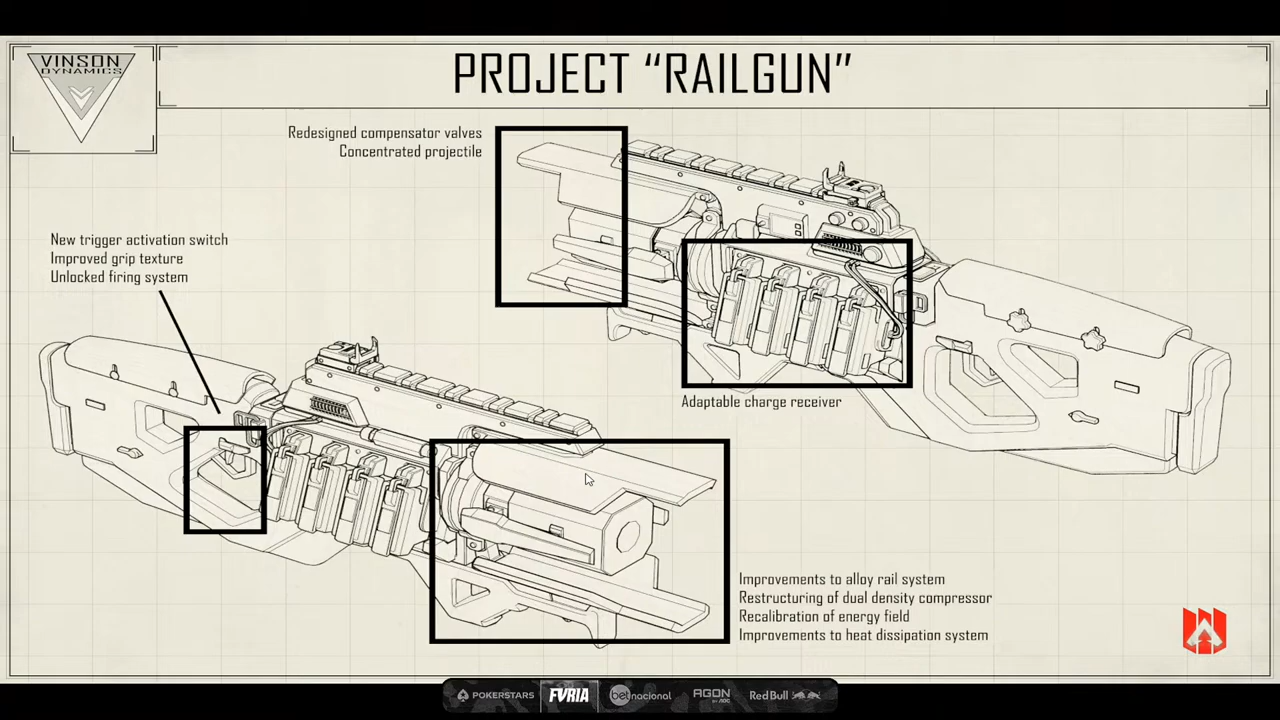 VINSON
DYNAMICS
PROJECT “RAILGUN”
Redesigned compensator valves
Concentrated projectile
New trigger activation switch
Improved grip texture
Unlocked firing system
Adaptable charge receiver
Improvements to alloy rail system
Restructuring of dual density compressor
Recalibration of energy field
Improvements to heat dissipation system
POKERSTARS FVRIA betnacional AGON by AOC Red Bull